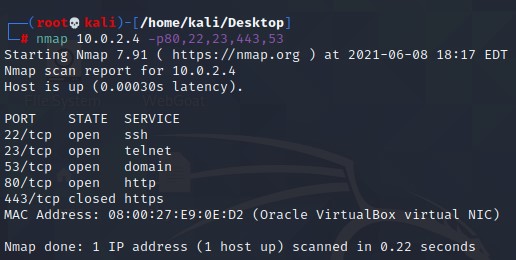 ┌──(root💀kali)-[/home/kali/Desktop]
└─# nmap 10.0.2.4 -p80,22,23,443,53
Starting Nmap 7.91 ( https://nmap.org ) at 2021-06-08 18:17 EDT
Nmap scan report for 10.0.2.4
Host is up (0.00030s latency).
PORT    STATE  SERVICE
22/tcp  open   ssh
23/tcp  open   telnet
53/tcp  open   domain
80/tcp  open   http
443/tcp closed https
MAC Address: 08:00:27:E9:0E:D2 (Oracle VirtualBox virtual NIC)
Nmap done: 1 IP address (1 host up) scanned in 0.22 seconds